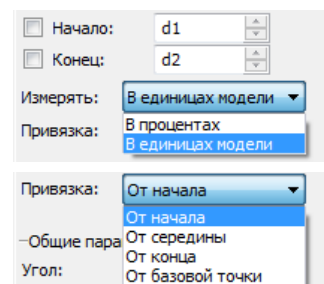 Начало: d1
Конец: d2
Измерять: В единицах модели
Привязка: В процентах
В единицах модели
Привязка: От начала
От начала
Общие пара От середины
От конца
Угол: От базовой точки